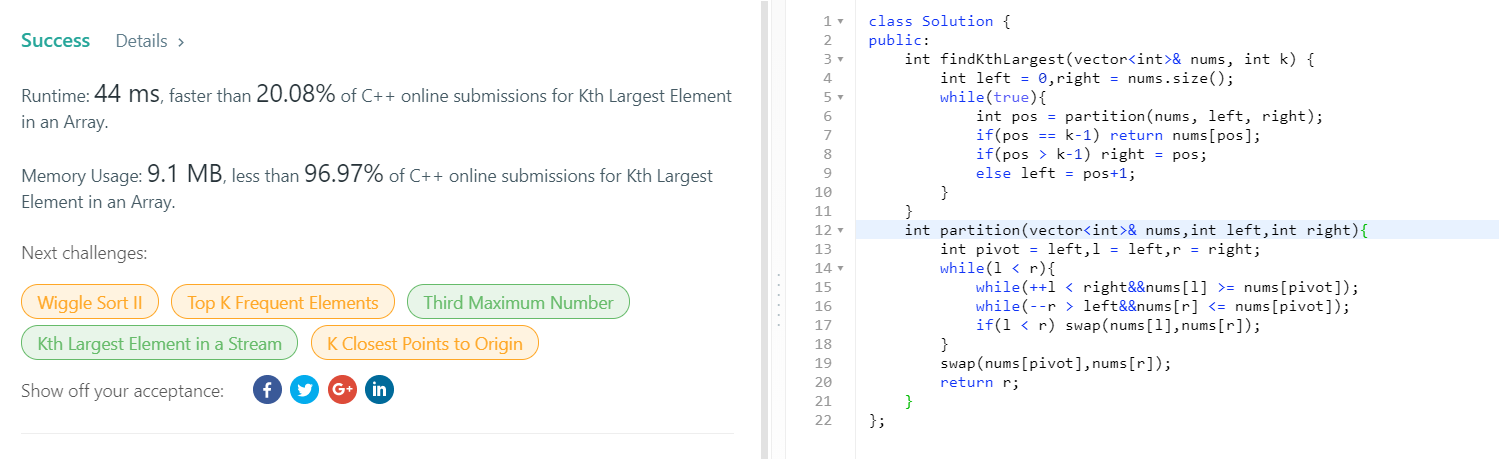 Success Details >
Runtime: 44 ms, faster than 20.08% of C++ online submissions for Kth Largest Element
in an Array.
Memory Usage: 9.1 MB, less than 96.97% of C++ online submissions for Kth Largest
Element in an Array.
Next challenges:
Wiggle Sort II Top K Frequent Elements Third Maximum Number
Kth Largest Element in a Stream K Closest Points to Origin
Show off your acceptance: f G+ in
1 class Solution {
2 public:
3     int findKthLargest(vector<int>& nums, int k) {
4         int left = 0,right = nums.size();
5         while(true){
6             int pos = partition(nums, left, right);
7             if(pos == k-1) return nums[pos];
8             if(pos > k-1) right = pos;
9             else left = pos+1;
10         }
11     }
12     int partition(vector<int>& nums,int left,int right){
13         int pivot = left,l = left,r = right;
14         while(l < r){
15             while(++l < right&&nums[l] >= nums[pivot]);
16             while(--r > left&&nums[r] <= nums[pivot]);
17             if(l < r) swap(nums[l],nums[r]);
18         }
19         swap(nums[pivot],nums[r]);
20         return r;
21     }
22 };